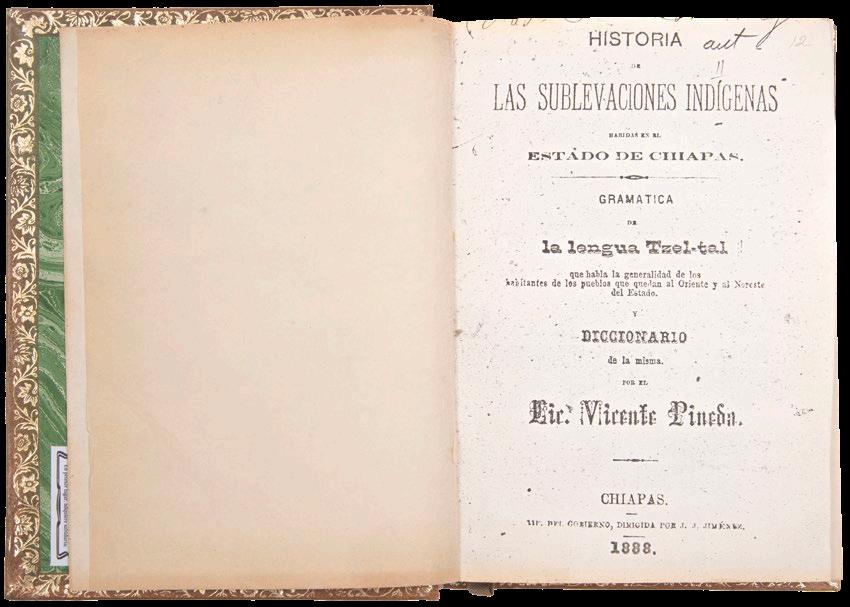 HISTORIA
DE
LAS SUBLEVACIONES INDÍGENAS
HABIDAS EN EL
ESTADO DE CHIAPAS.
GRAMATICA
DE
la lengua Tzel-tal
que habla la generalidad de los
habitantes de los pueblos que quedan al Oriente y al Noreste
del Estado.
Y
DICCIONARIO
de la misma.
POR EL
Lic. Vicente Pineda.
CHIAPAS.
TIP. DEL GOBIERNO, DIRIGIDA POR J. J. JIMÉNEZ.
1888.
aut
12